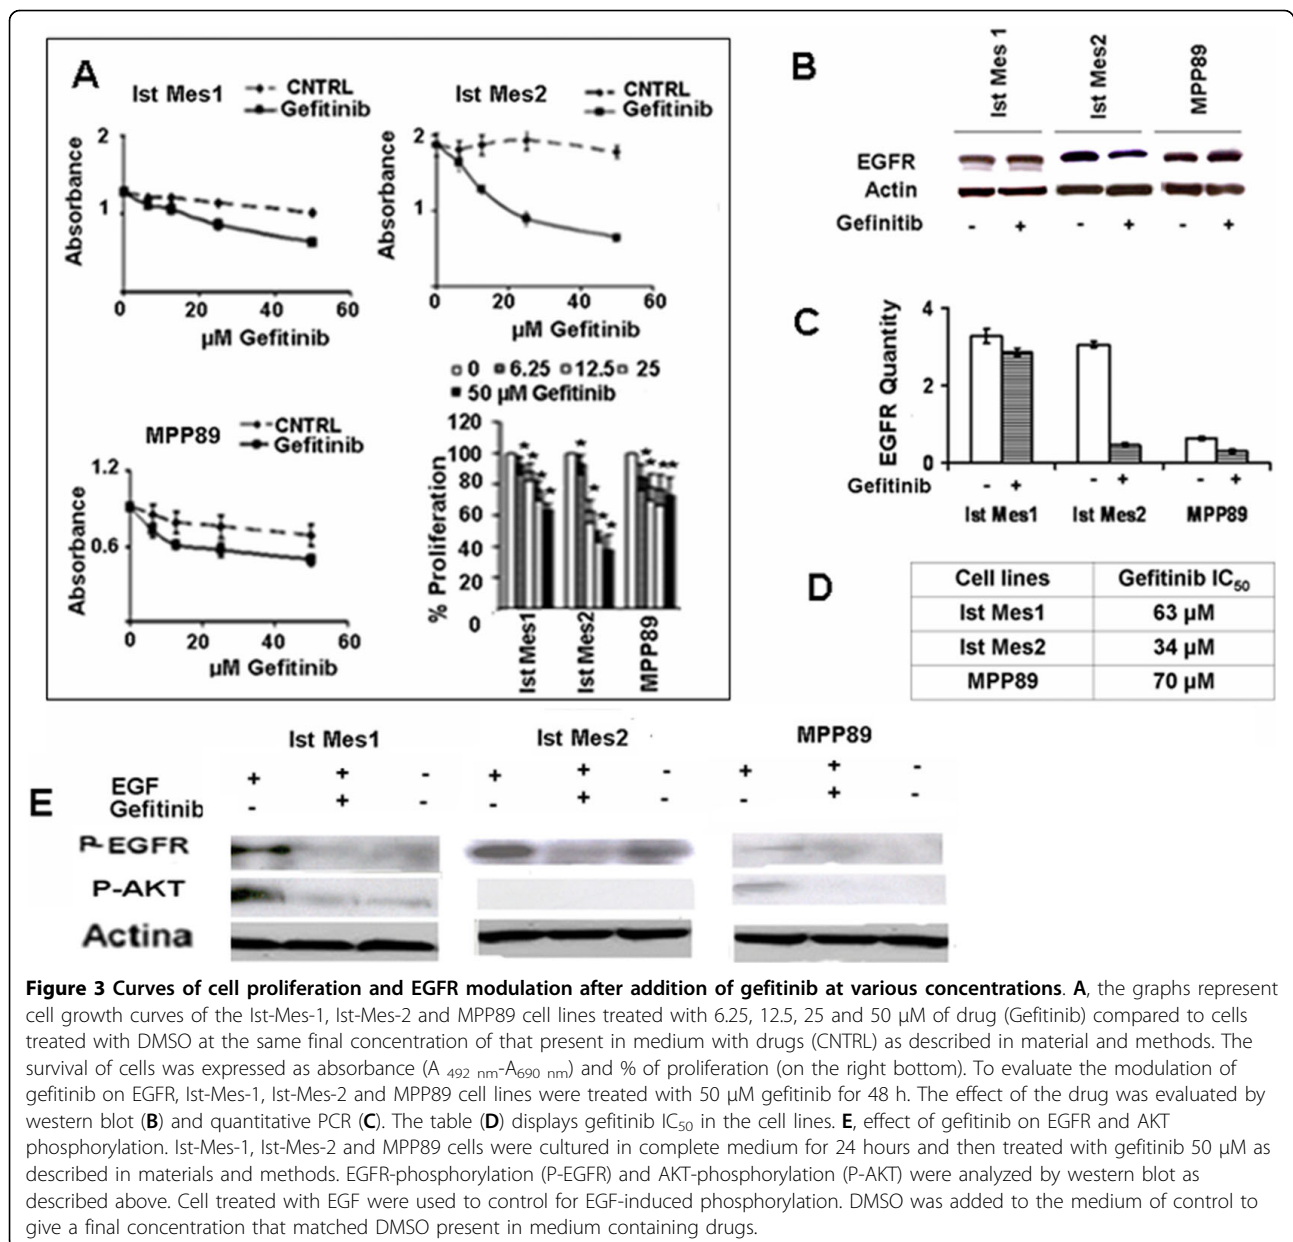 A
Ist Mes1
CNTRL
Gefitinib
Absorbance
2
1
0 20 40 60
µM Gefitinib
Ist Mes2
CNTRL
Gefitinib
Absorbance
2
1
0 20 40 60
µM Gefitinib
MPP89
CNTRL
Gefitinib
Absorbance
1.2
0.6
0 20 40 60
µM Gefitinib
0 6.25 12.5 25
50 µM Gefitinib
% Proliferation
120
100
80
60
40
20
0
Ist Mes1
Ist Mes2
MPP89
B
Ist Mes 1
Ist Mes2
MPP89
EGFR
Actin
Gefinitib - + - + - +
C
EGFR Quantity
4
2
0
Gefitinib - + - + - +
Ist Mes1 Ist Mes2 MPP89
D
Cell lines Gefitinib IC50
Ist Mes1 63 µM
Ist Mes2 34 µM
MPP89 70 µM
E
Ist Mes1 Ist Mes2 MPP89
EGF + + - + + - + + -
Gefitinib - + - - + - - + -
P-EGFR
P-AKT
Actina
Figure 3 Curves of cell proliferation and EGFR modulation after addition of gefitinib at various concentrations. A, the graphs represent
cell growth curves of the Ist-Mes-1, Ist-Mes-2 and MPP89 cell lines treated with 6.25, 12.5, 25 and 50 µM of drug (Gefitinib) compared to cells
treated with DMSO at the same final concentration of that present in medium with drugs (CNTRL) as described in material and methods. The
survival of cells was expressed as absorbance (A 492 nm-A690 nm) and % of proliferation (on the right bottom). To evaluate the modulation of
gefitinib on EGFR, Ist-Mes-1, Ist-Mes-2 and MPP89 cell lines were treated with 50 µM gefitinib for 48 h. The effect of the drug was evaluated by
western blot (B) and quantitative PCR (C). The table (D) displays gefitinib IC50 in the cell lines. E, effect of gefitinib on EGFR and AKT
phosphorylation. Ist-Mes-1, Ist-Mes-2 and MPP89 cells were cultured in complete medium for 24 hours and then treated with gefitinib 50 µM as
described in materials and methods. EGFR-phosphorylation (P-EGFR) and AKT-phosphorylation (P-AKT) were analyzed by western blot as
described above. Cell treated with EGF were used to control for EGF-induced phosphorylation. DMSO was added to the medium of control to
give a final concentration that matched DMSO present in medium containing drugs.